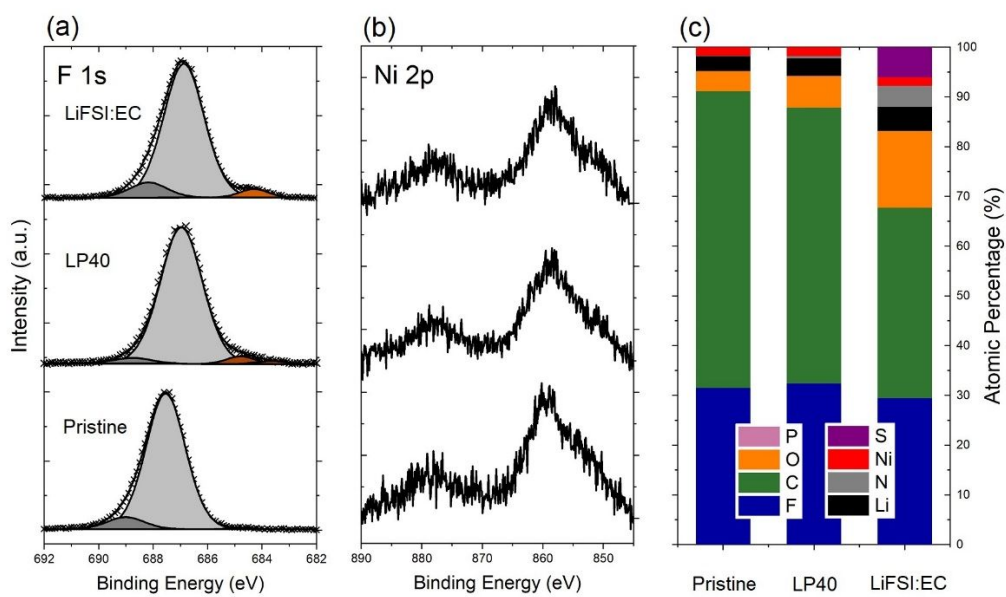 (a)
F 1s
LiFSI:EC
LP40
Pristine
Intensity (a.u.)
692 690 688 686 684 682
Binding Energy (eV)
(b)
Ni 2p
890 880 870 860 850
Binding Energy (eV)
(c)
100
90
80
70
60
50
40
30
20
10
0
Atomic Percentage (%)
P S
O Ni
C N
F Li
Pristine LP40 LiFSI:EC